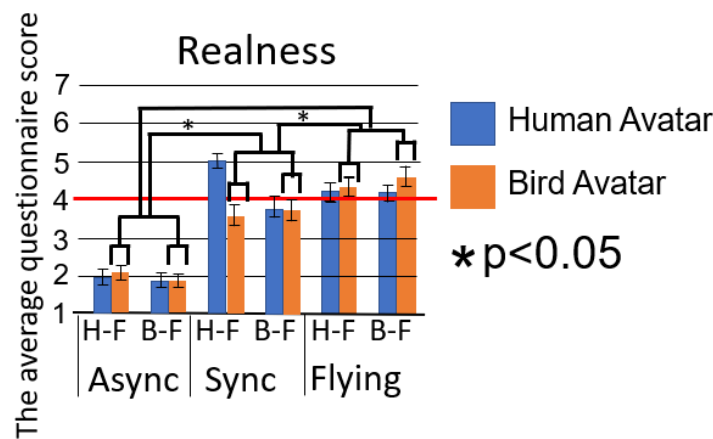 Realness
The average questionnaire score
7
6
5
4
3
2
1
*
*
H-F B-F H-F B-F H-F B-F
Async Sync Flying
Human Avatar
Bird Avatar
*p<0.05